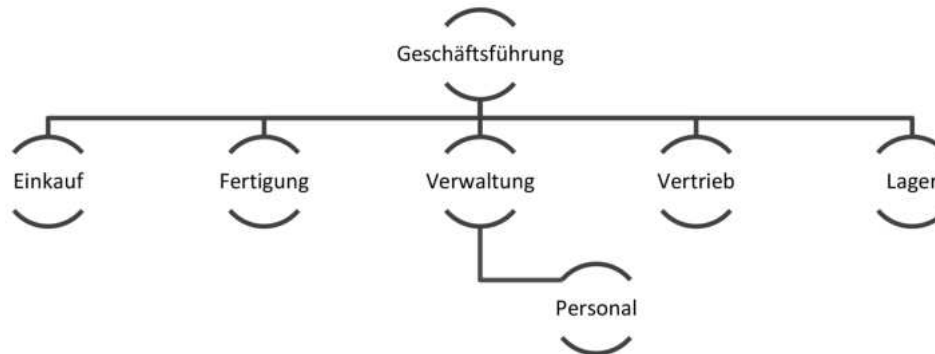 Geschäftsführung
Einkauf
Fertigung
Verwaltung
Vertrieb
Lager
Personal